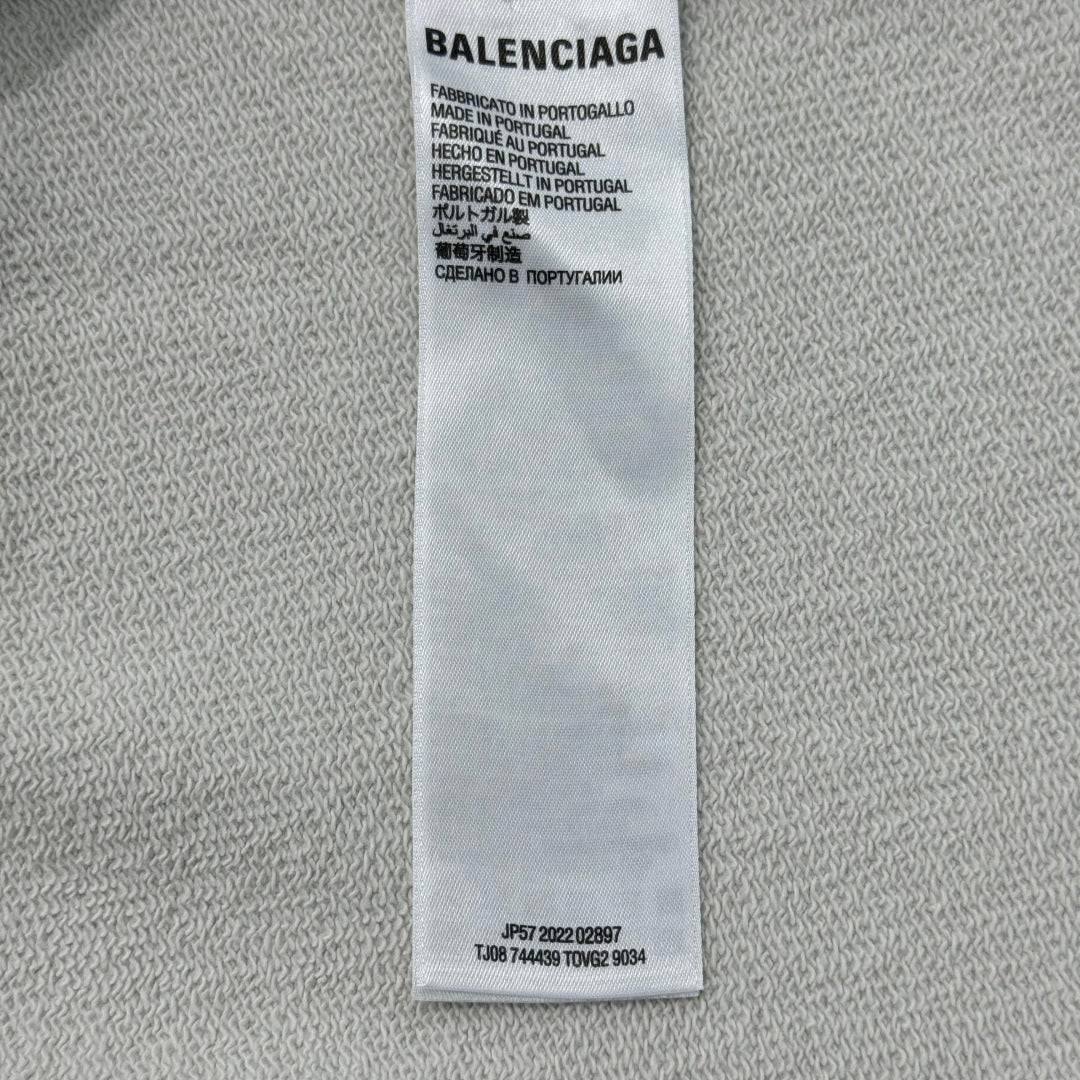 BALENCIAGA
FABBRICATO IN PORTOGALLO
MADE IN PORTUGAL
FABRIQUÉ AU PORTUGAL
HECHO EN PORTUGAL
HERGESTELLT IN PORTUGAL
FABRICADO EM PORTUGAL
ポルトガル製
صنع في البرتغال
葡萄牙制造
СДЕЛАНО В ПОРТУГАЛИИ
JP57 2022 02897
TJ08 744439 TOVG2 9034